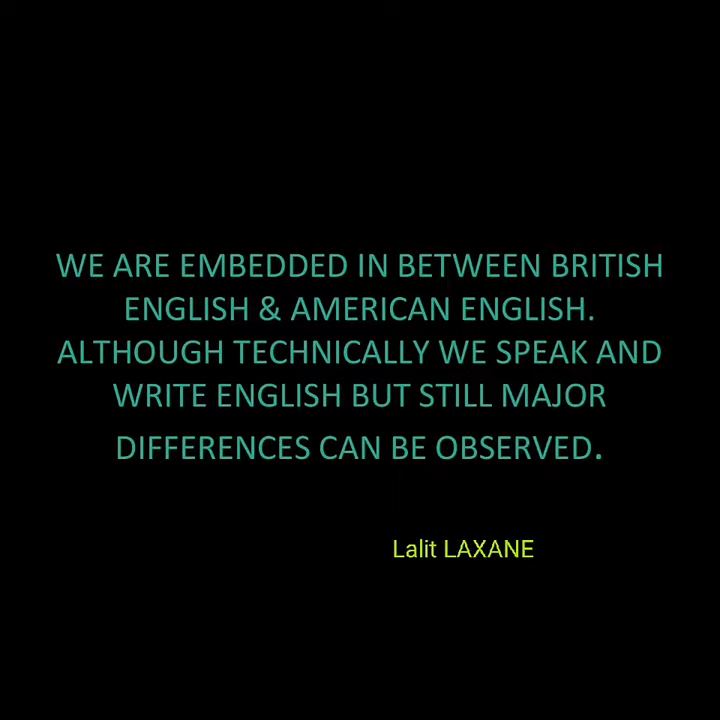 WE ARE EMBEDDED IN BETWEEN BRITISH
ENGLISH & AMERICAN ENGLISH.
ALTHOUGH TECHNICALLY WE SPEAK AND
WRITE ENGLISH BUT STILL MAJOR
DIFFERENCES CAN BE OBSERVED.
Lalit LAXANE